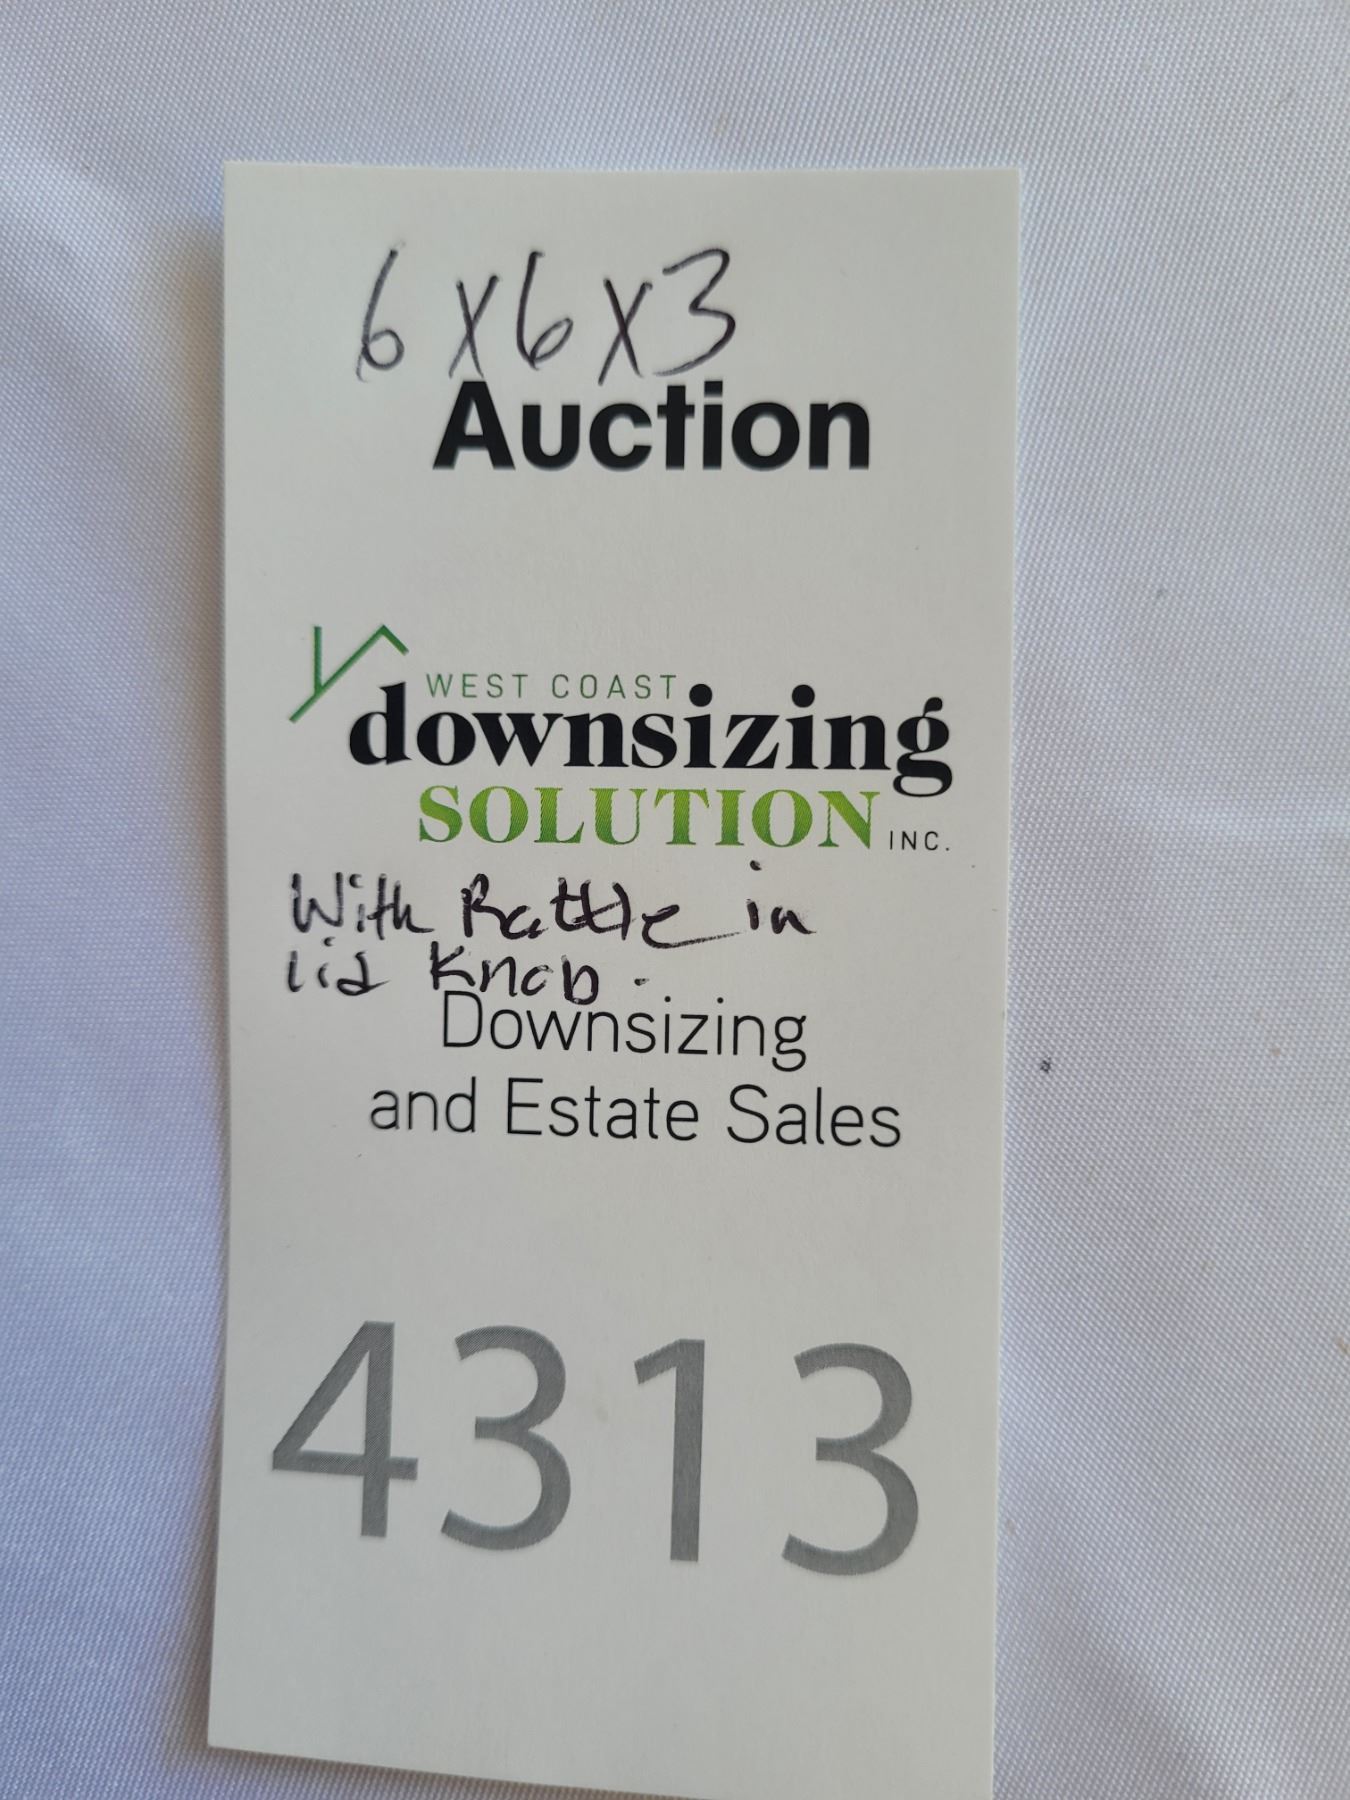 6x6x3
Auction
WEST COAST
downsizing
SOLUTION INC.
With Rattle in
lid Knob.
Downsizing
and Estate Sales
4313